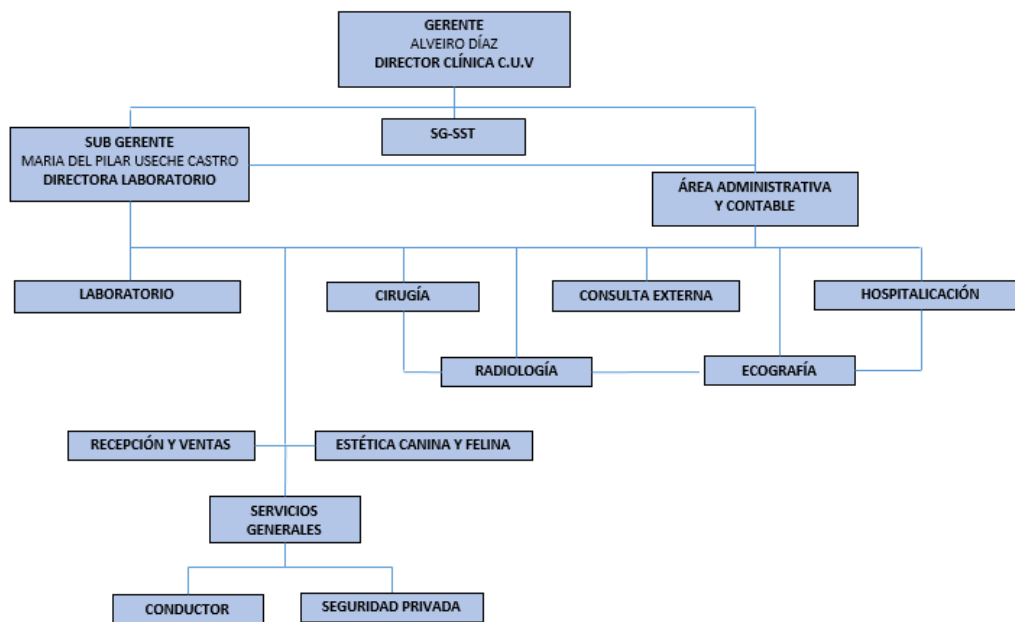 GERENTE
ALVEIRO DÍAZ
DIRECTOR CLÍNICA C.U.V
SUB GERENTE
MARIA DEL PILAR USECHE CASTRO
DIRECTORA LABORATORIO
SG-SST
ÁREA ADMINISTRATIVA
Y CONTABLE
LABORATORIO
CIRUGÍA
CONSULTA EXTERNA
HOSPITALICACIÓN
RADIOLOGÍA
ECOGRAFÍA
RECEPCIÓN Y VENTAS
ESTÉTICA CANINA Y FELINA
SERVICIOS
GENERALES
CONDUCTOR
SEGURIDAD PRIVADA